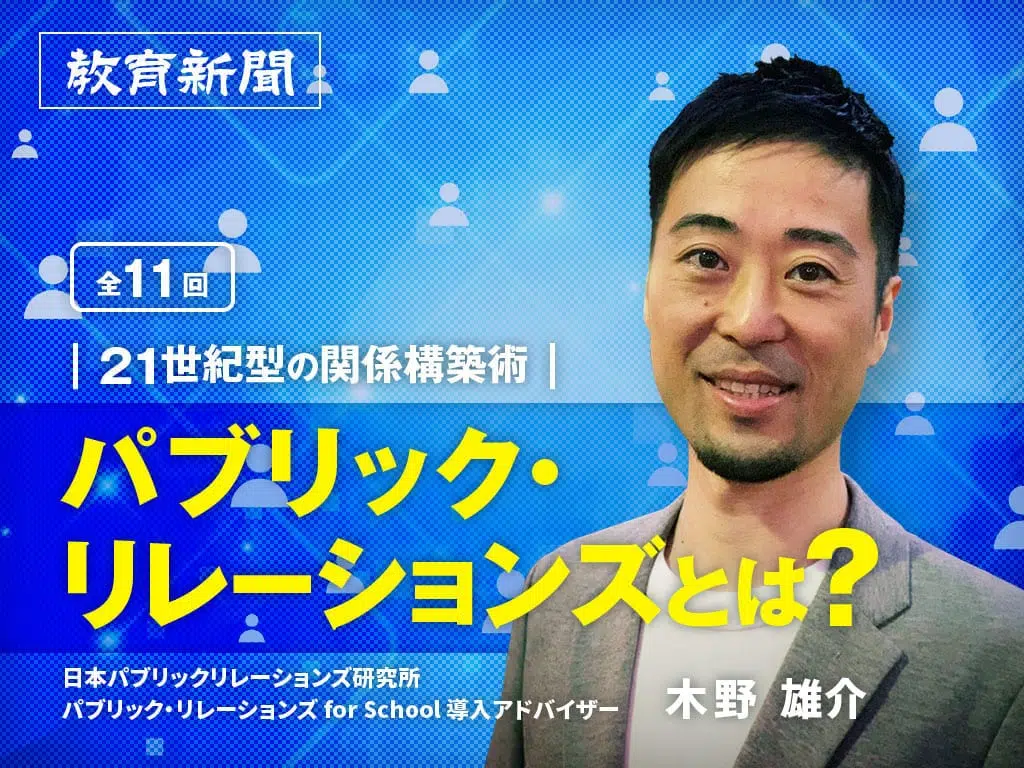 教育新聞
全11回
21世紀型の関係構築術
パブリック・
リレーションズとは?
日本パブリックリレーションズ研究所
パブリック・リレーションズ for School 導入アドバイザー
木野 雄介